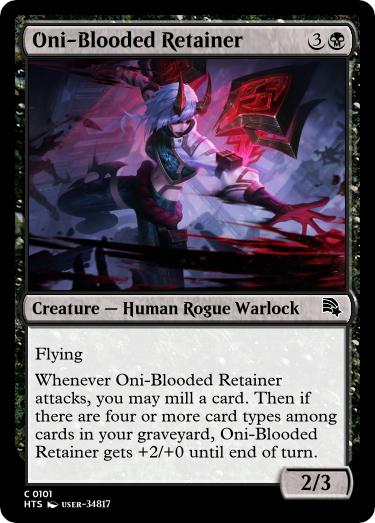 Oni-Blooded Retainer 3
Creature — Human Rogue Warlock
Flying
Whenever Oni-Blooded Retainer
attacks, you may mill a card. Then if
there are four or more card types among
cards in your graveyard, Oni-Blooded
Retainer gets +2/+0 until end of turn.
2/3
C 0101
HTS USER-34817